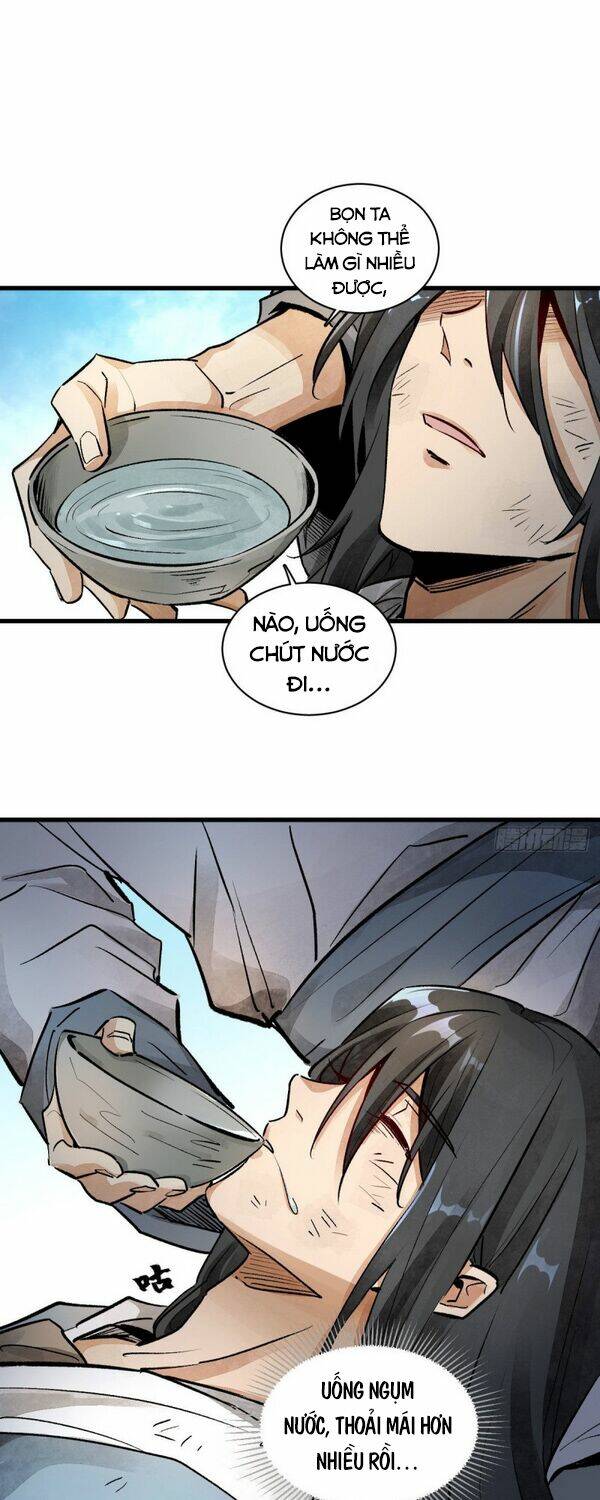 BỌN TA
KHÔNG THỂ
LÀM GÌ NHIỀU
ĐƯỢC,
NÀO, UỐNG
CHÚT NƯỚC
ĐI...
咕
UỐNG NGỤM
NƯỚC, THOẢI MÁI HƠN
NHIỀU RỒI...